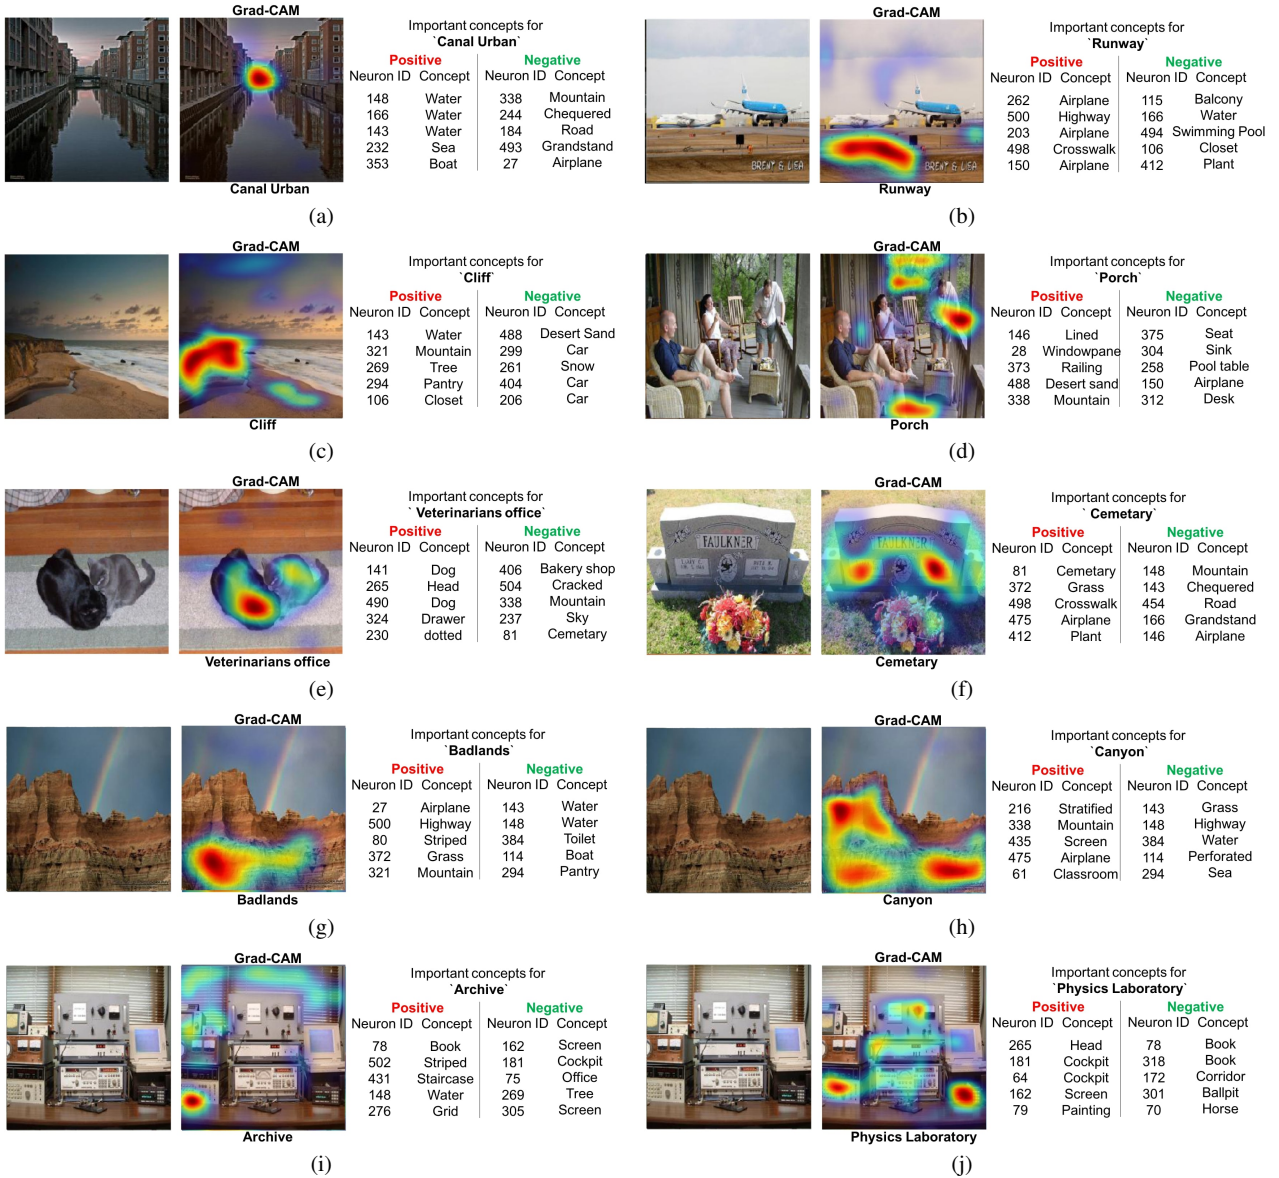 Grad-CAM
Important concepts for
`Canal Urban`
Positive Negative
Neuron ID Concept Neuron ID Concept
148 Water 338 Mountain
166 Water 244 Chequered
143 Water 184 Road
232 Sea 493 Grandstand
353 Boat 27 Airplane
Canal Urban
(a)
Grad-CAM
Important concepts for
`Runway`
Positive Negative
Neuron ID Concept Neuron ID Concept
262 Airplane 115 Balcony
500 Highway 166 Water
203 Airplane 494 Swimming Pool
498 Crosswalk 106 Closet
150 Airplane 412 Plant
BRENT & LISA
BRENT & LISA
Runway
(b)
Grad-CAM
Important concepts for
`Cliff`
Positive Negative
Neuron ID Concept Neuron ID Concept
143 Water 488 Desert Sand
321 Mountain 299 Car
269 Tree 261 Snow
294 Pantry 404 Car
106 Closet 206 Car
Cliff
(c)
Grad-CAM
Important concepts for
`Porch`
Positive Negative
Neuron ID Concept Neuron ID Concept
146 Lined 375 Seat
28 Windowpane 304 Sink
373 Railing 258 Pool table
488 Desert sand 150 Airplane
338 Mountain 312 Desk
Porch
(d)
Grad-CAM
Important concepts for
` Veterinarians office`
Positive Negative
Neuron ID Concept Neuron ID Concept
141 Dog 406 Bakery shop
265 Head 504 Cracked
490 Dog 338 Mountain
324 Drawer 237 Sky
230 dotted 81 Cemetary
Veterinarians office
(e)
Grad-CAM
Important concepts for
` Cemetary`
Positive Negative
Neuron ID Concept Neuron ID Concept
81 Cemetary 148 Mountain
372 Grass 143 Chequered
498 Crosswalk 454 Road
475 Airplane 166 Grandstand
412 Plant 146 Airplane
FAULKNER
FAULKNER
Cemetary
(f)
Grad-CAM
Important concepts for
`Badlands`
Positive Negative
Neuron ID Concept Neuron ID Concept
27 Airplane 143 Water
500 Highway 148 Water
80 Striped 384 Toilet
372 Grass 114 Boat
321 Mountain 294 Pantry
Badlands
(g)
Grad-CAM
Important concepts for
`Canyon`
Positive Negative
Neuron ID Concept Neuron ID Concept
216 Stratified 143 Grass
338 Mountain 148 Highway
435 Screen 384 Water
475 Airplane 114 Perforated
61 Classroom 294 Sea
Canyon
(h)
Grad-CAM
Important concepts for
`Archive`
Positive Negative
Neuron ID Concept Neuron ID Concept
78 Book 162 Screen
502 Striped 181 Cockpit
431 Staircase 75 Office
148 Water 269 Tree
276 Grid 305 Screen
Archive
(i)
Grad-CAM
Important concepts for
`Physics Laboratory`
Positive Negative
Neuron ID Concept Neuron ID Concept
265 Head 78 Book
181 Cockpit 318 Book
64 Cockpit 172 Corridor
162 Screen 301 Ballpit
79 Painting 70 Horse
Physics Laboratory
(j)